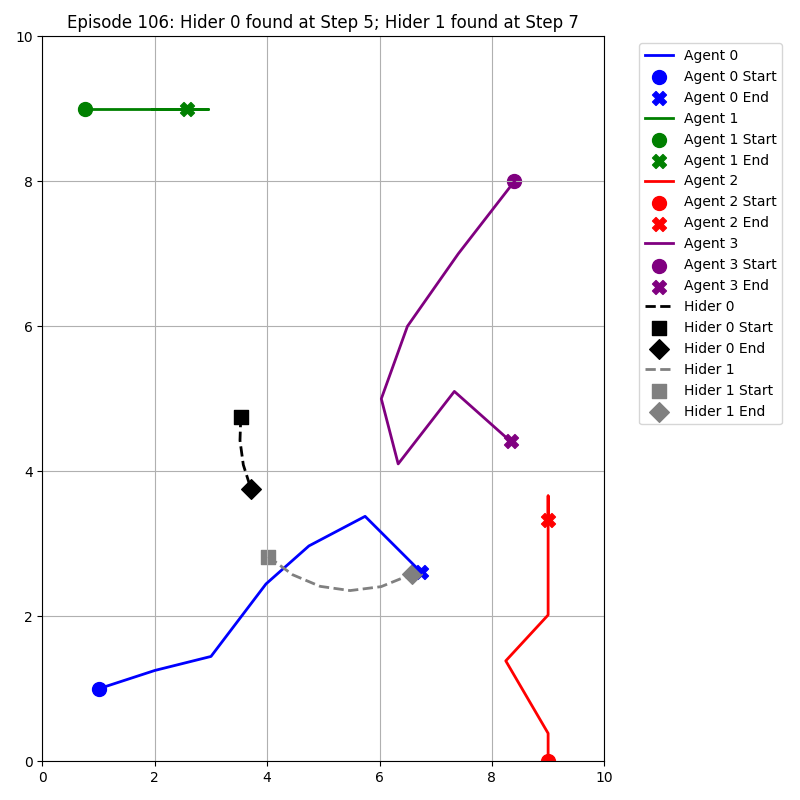 Episode 106: Hider 0 found at Step 5; Hider 1 found at Step 7
10
8
6
4
2
0
0
2
4
6
8
10
Agent 0
Agent 0 Start
Agent 0 End
Agent 1
Agent 1 Start
Agent 1 End
Agent 2
Agent 2 Start
Agent 2 End
Agent 3
Agent 3 Start
Agent 3 End
Hider 0
Hider 0 Start
Hider 0 End
Hider 1
Hider 1 Start
Hider 1 End